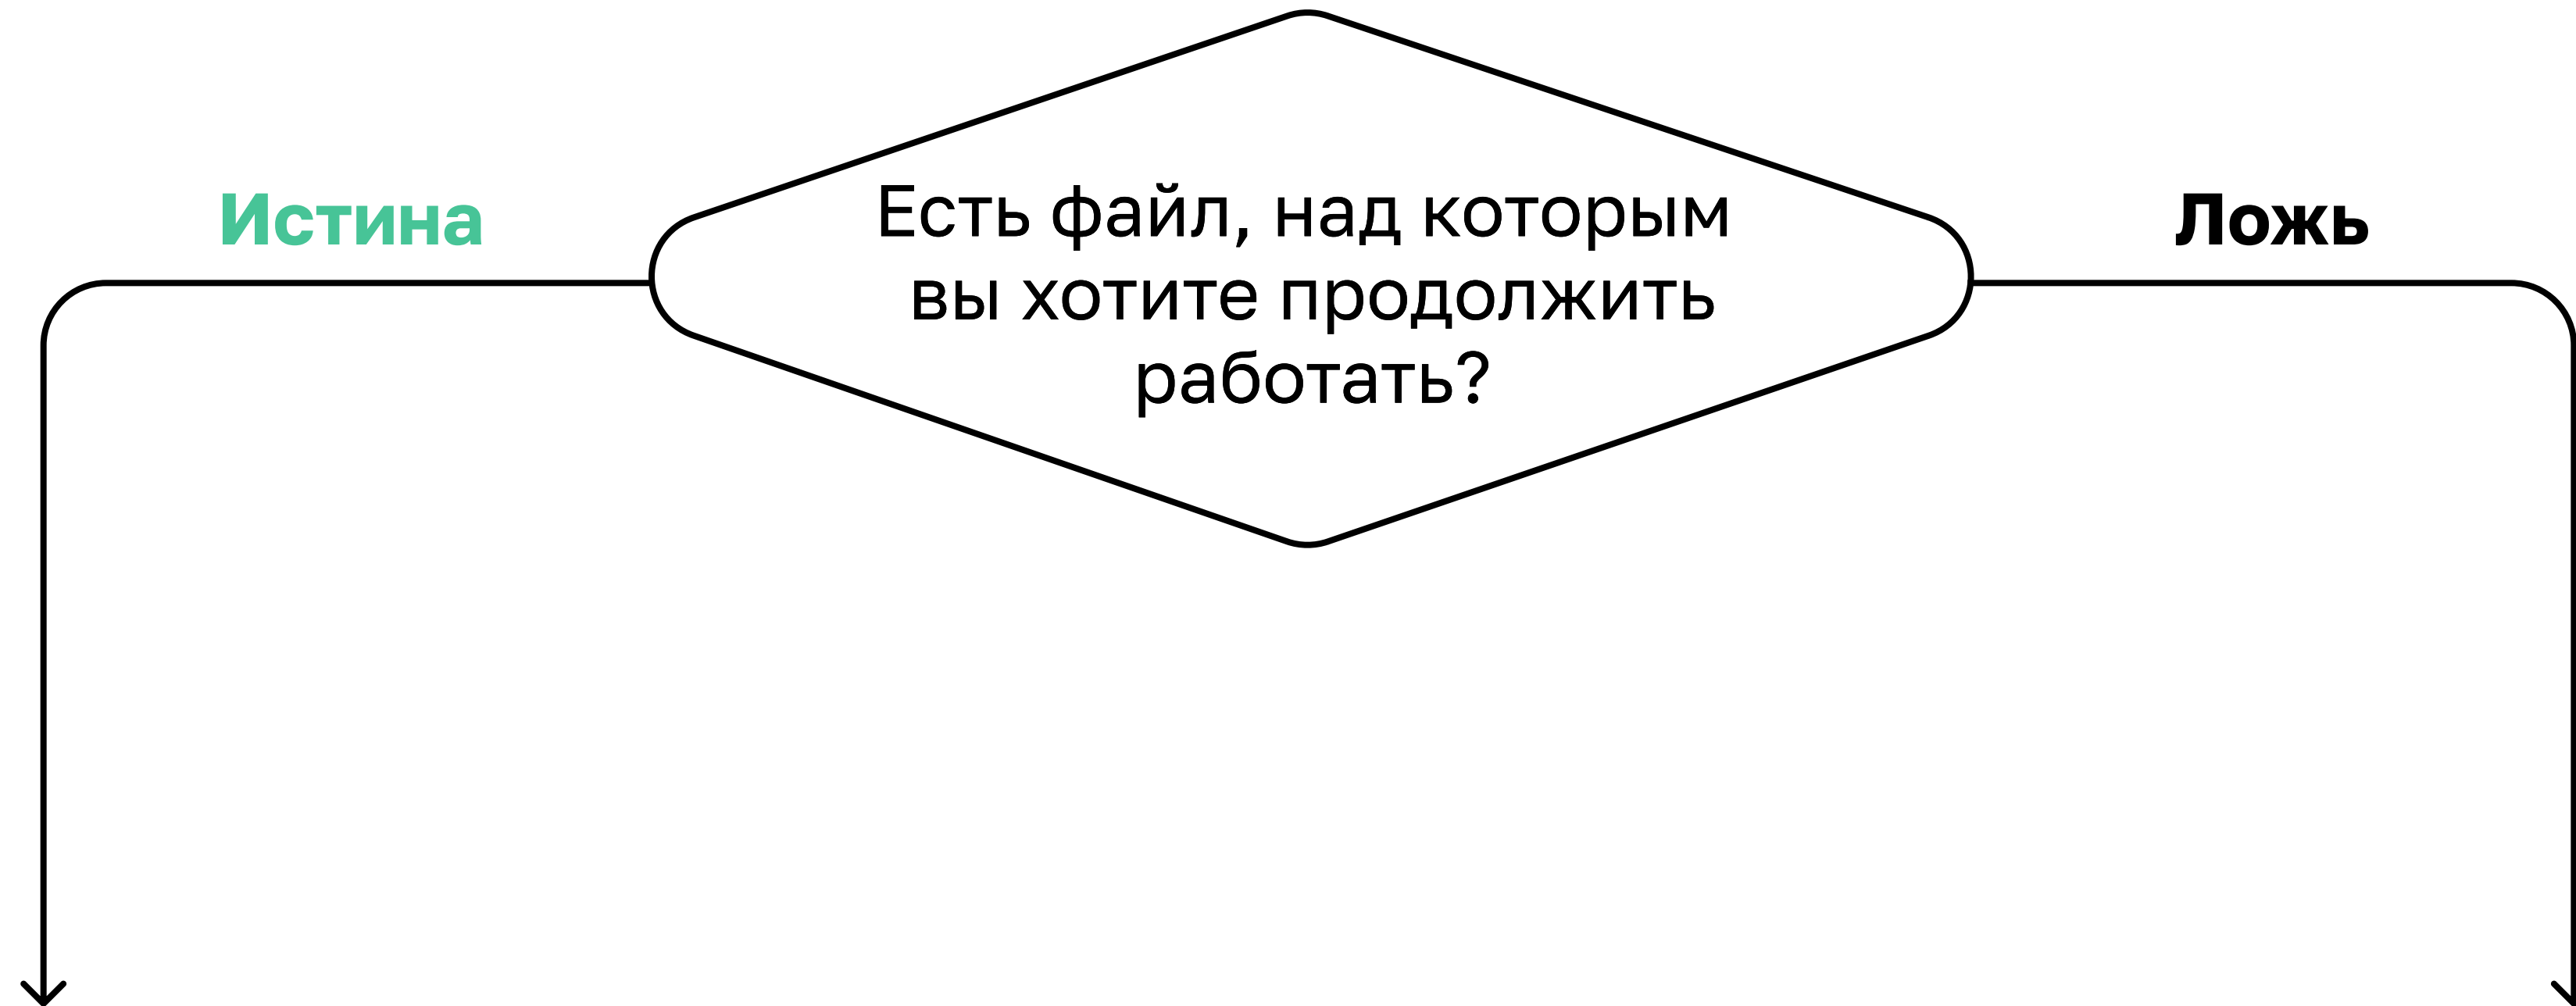 Истина
Есть файл, над которым
вы хотите продолжить
работать?
Ложь